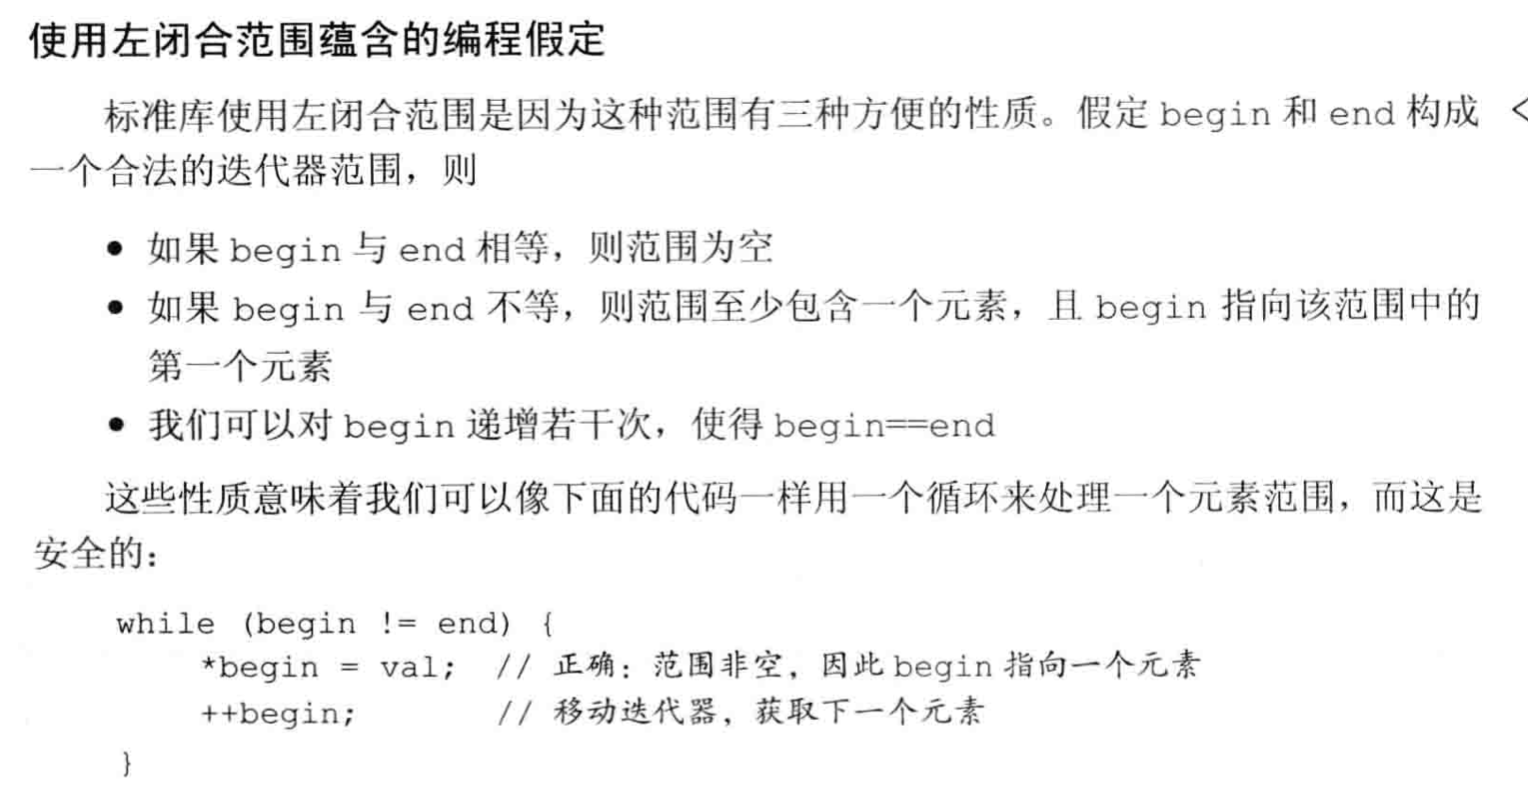 使用左闭合范围蕴含的编程假定
标准库使用左闭合范围是因为这种范围有三种方便的性质。假定 begin 和 end 构成 <
一个合法的迭代器范围，则
● 如果 begin 与 end 相等，则范围为空
● 如果 begin 与 end 不等，则范围至少包含一个元素，且 begin 指向该范围中的
第一个元素
● 我们可以对 begin 递增若干次，使得 begin==end
这些性质意味着我们可以像下面的代码一样用一个循环来处理一个元素范围，而这是
安全的：
while (begin != end) {
*begin = val; // 正确：范围非空，因此 begin 指向一个元素
++begin; // 移动迭代器，获取下一个元素
}